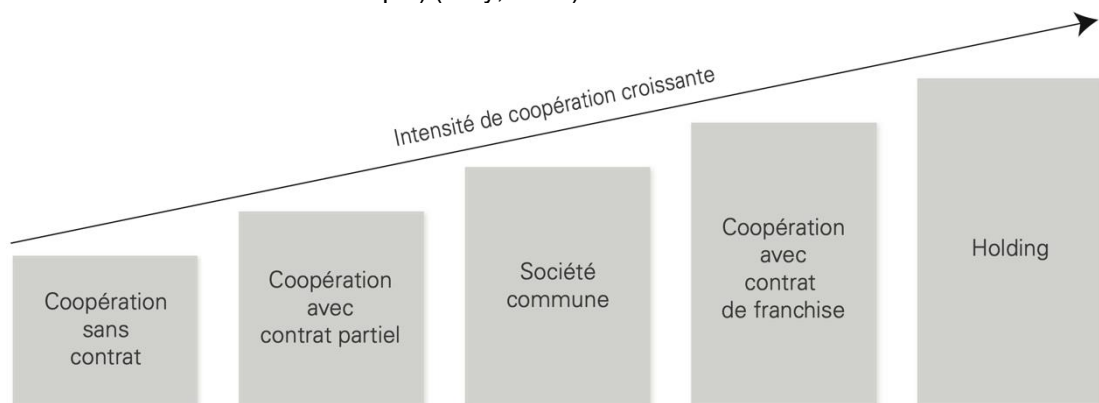 Intensité de coopération croissante
Coopération
sans
contrat
Coopération
avec
contrat partiel
Société
commune
Coopération
avec
contrat
de franchise
Holding